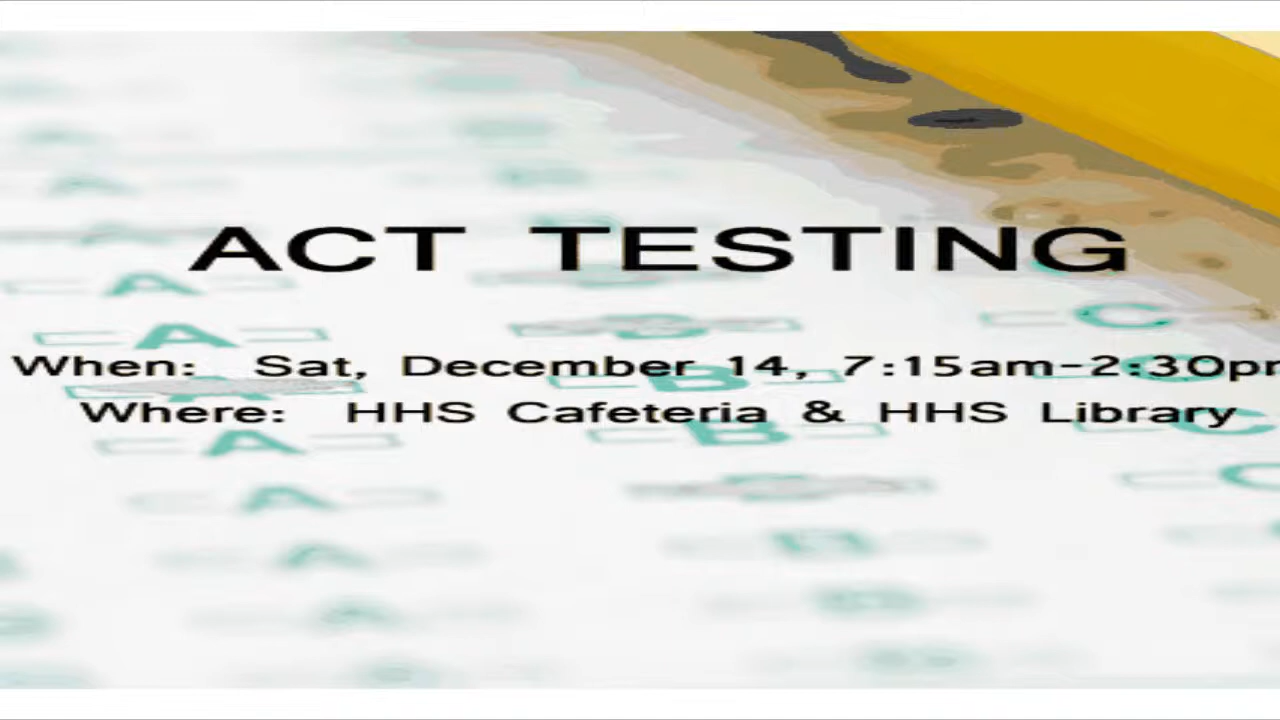 ACT TESTING
When: Sat, December 14, 7:15am-2:30pm
Where: HHS Cafeteria & HHS Library